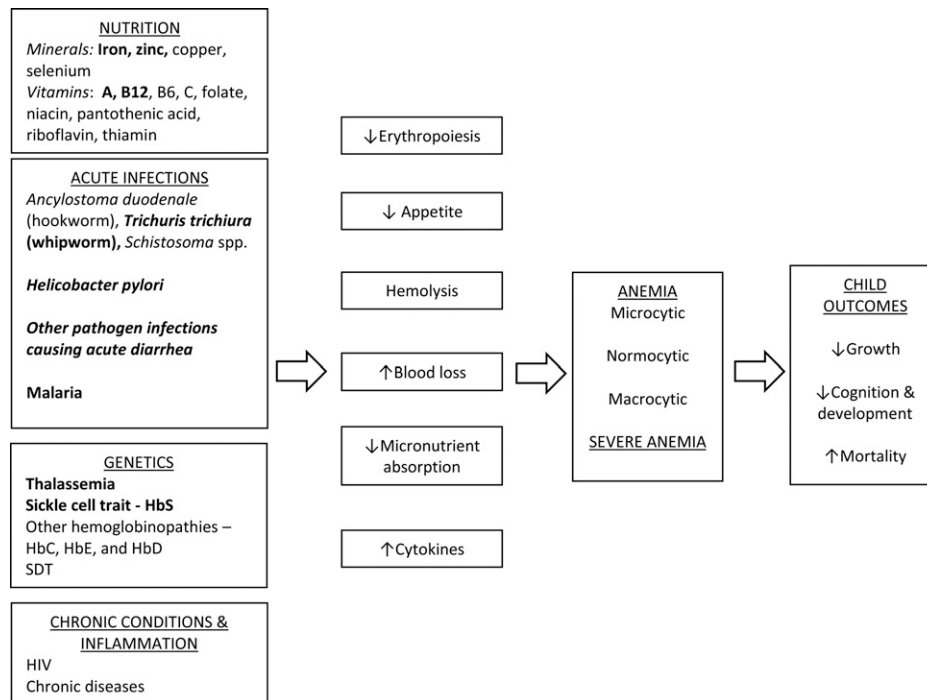 NUTRITION
Minerals: Iron, zinc, copper,
selenium
Vitamins: A, B12, B6, C, folate,
niacin, pantothenic acid,
riboflavin, thiamin
ACUTE INFECTIONS
Ancylostoma duodenale
(hookworm), Trichuris trichiura
(whipworm), Schistosoma spp.
Helicobacter pylori
Other pathogen infections
causing acute diarrhea
Malaria
GENETICS
Thalassemia
Sickle cell trait - HbS
Other hemoglobinopathies –
HbC, HbE, and HbD
SDT
CHRONIC CONDITIONS &
INFLAMMATION
HIV
Chronic diseases
↓Erythropoiesis
↓ Appetite
Hemolysis
↑Blood loss
↓Micronutrient
absorption
↑Cytokines
ANEMIA
Microcytic
Normocytic
Macrocytic
SEVERE ANEMIA
CHILD
OUTCOMES
↓Growth
↓Cognition &
development
↑Mortality